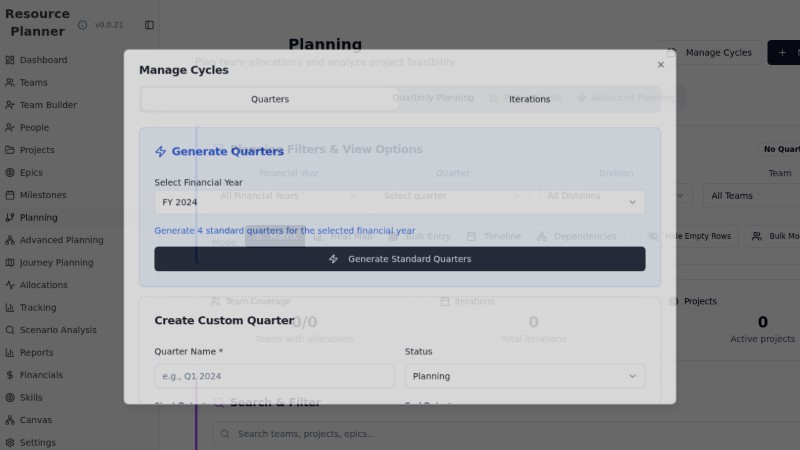 Resource
Planner
v0.0.21
Dashboard
Teams
Team Builder
People
Projects
Epics
Milestones
Planning
Advanced Planning
Journey Planning
Allocations
Tracking
Scenario Analysis
Reports
Financials
Skills
Canvas
Settings
Planning
Plan team allocations and analyze project feasibility
Manage Cycles
Manage Cycles
Quarters
Iterations
Quarterly Planning
Advanced Planning
Generate Quarters
Planning Filters & View Options
No Quart
Select Financial Year
Financial Year
Quarter
Division
Team
FY 2024
All Financial Years
Select quarter
All Divisions
All Teams
Generate 4 standard quarters for the selected financial year
Mode:
Heat Map
Bulk Entry
Timeline
Dependencies
Hide Empty Rows
Bulk Mo
Generate Standard Quarters
Team Coverage
Iterations
Projects
Create Custom Quarter
0/0
0
0
Teams with allocations
Total iterations
Active projects
Quarter Name *
Status
e.g., Q1 2024
Planning
Search & Filter
Search teams, projects, epics...